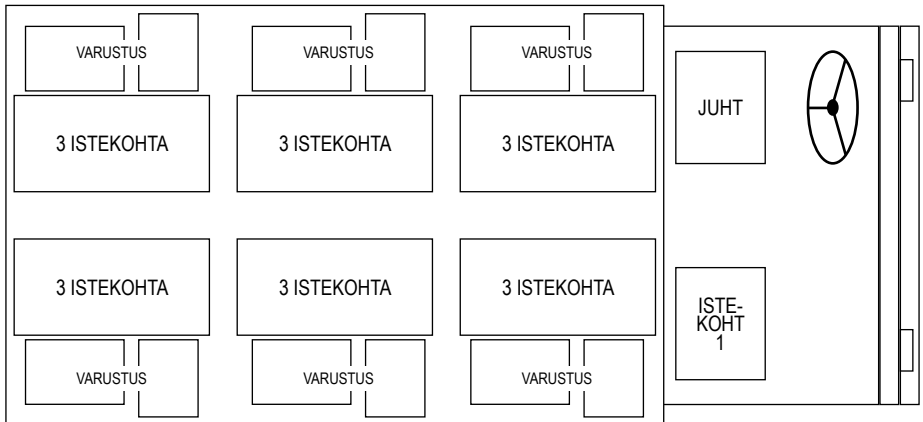 VARUSTUS
VARUSTUS
VARUSTUS
3 ISTEKOHTA
3 ISTEKOHTA
3 ISTEKOHTA
JUHT
3 ISTEKOHTA
3 ISTEKOHTA
3 ISTEKOHTA
ISTE-
KOHT
1
VARUSTUS
VARUSTUS
VARUSTUS